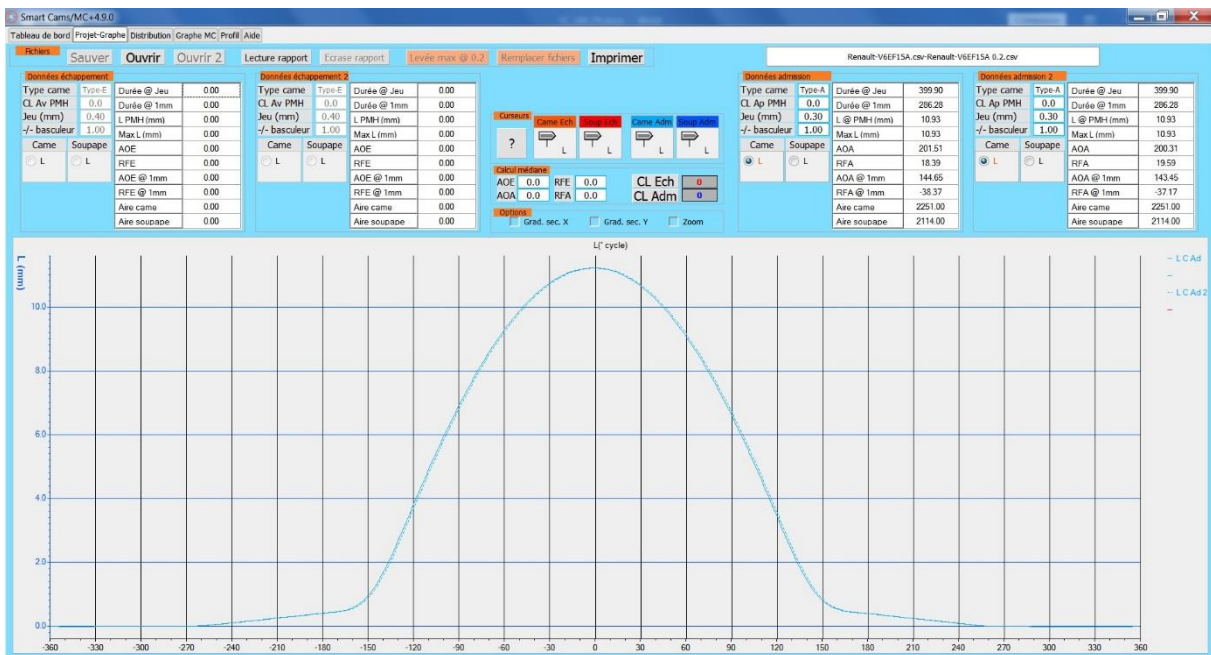 Smart Cams/MC+4.9.0
Tableau de bord Projet-Graphe Distribution Graphe MC Profil Aide
Fichiers Sauver Ouvrir Ouvrir 2 Lecture rapport Ecrase rapport Levée max @ 0.2 Remplacer fichiers Imprimer Renault-V6EF15A.csv-Renault-V6EF15A 0.2.csv
Données échappement
Type came Type-E Durée @ Jeu 0.00
CL Av PMH 0.0 Durée @ 1mm 0.00
Jeu (mm) 0.40 L PMH (mm) 0.00
-/- basculeur 1.00 Max L (mm) 0.00
Came Soupape AOE 0.00
L L RFE 0.00
AOE @ 1mm 0.00
RFE @ 1mm 0.00
Aire came 0.00
Aire soupape 0.00
Données échappement 2
Type came Type-E Durée @ Jeu 0.00
CL Av PMH 0.0 Durée @ 1mm 0.00
Jeu (mm) 0.40 L PMH (mm) 0.00
-/- basculeur 1.00 Max L (mm) 0.00
Came Soupape AOE 0.00
L L RFE 0.00
AOE @ 1mm 0.00
RFE @ 1mm 0.00
Aire came 0.00
Aire soupape 0.00
Curseurs
? Came Ech Soup Ech Came Adm Soup Adm
L L L L
Calcul médiane
AOE 0.0 RFE 0.0 CL Ech 0
AOA 0.0 RFA 0.0 CL Adm 0
Options
Grad. sec. X Grad. sec. Y Zoom
Données admission
Type came Type-A Durée @ Jeu 399.90
CL Ap PMH 0.0 Durée @ 1mm 286.28
Jeu (mm) 0.30 L @ PMH (mm) 10.93
-/- basculeur 1.00 Max L (mm) 10.93
Came Soupape AOA 201.51
L L RFA 18.39
AOA @ 1mm 144.65
RFA @ 1mm -38.37
Aire came 2251.00
Aire soupape 2114.00
Données admission 2
Type came Type-A Durée @ Jeu 399.90
CL Ap PMH 0.0 Durée @ 1mm 286.28
Jeu (mm) 0.30 L @ PMH (mm) 10.93
-/- basculeur 1.00 Max L (mm) 10.93
Came Soupape AOA 200.31
L L RFA 19.59
AOA @ 1mm 143.45
RFA @ 1mm -37.17
Aire came 2251.00
Aire soupape 2114.00
L(° cycle)
L (mm)
L C Ad
L C Ad 2
10.0
8.0
6.0
4.0
2.0
0.0
-360 -330 -300 -270 -240 -210 -180 -150 -120 -90 -60 -30 0 30 60 90 120 150 180 210 240 270 300 330 360